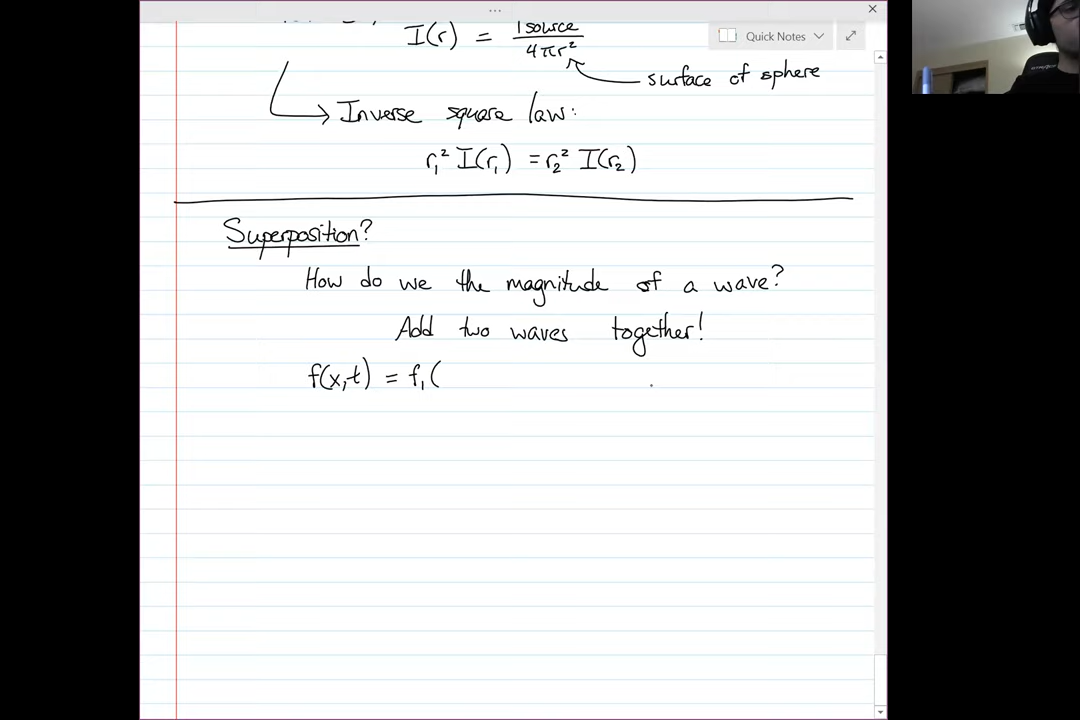 Quick Notes
I(r) = 1source / 4πr²
surface of sphere
Inverse square law:
r₁² I(r₁) = r₂² I(r₂)
Superposition?
How do we the magnitude of a wave?
Add two waves together!
f(x,t) = f₁(